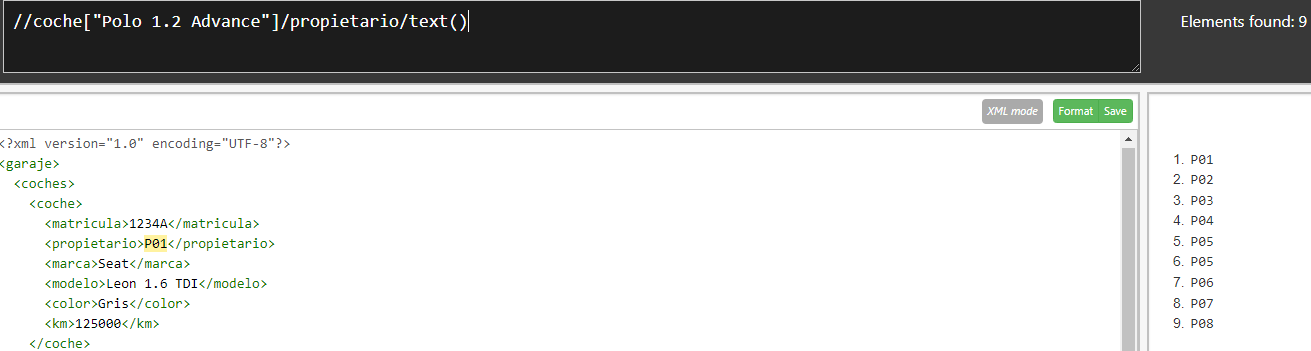 //coche["Polo 1.2 Advance"]/propietario/text()
Elements found: 9
XML mode
Format
Save
<?xml version="1.0" encoding="UTF-8"?>
<garaje>
<coches>
<coche>
<matricula>1234A</matricula>
<propietario>P01</propietario>
<marca>Seat</marca>
<modelo>Leon 1.6 TDI</modelo>
<color>Gris</color>
<km>125000</km>
</coche>
1. P01
2. P02
3. P03
4. P04
5. P05
6. P05
7. P06
8. P07
9. P08